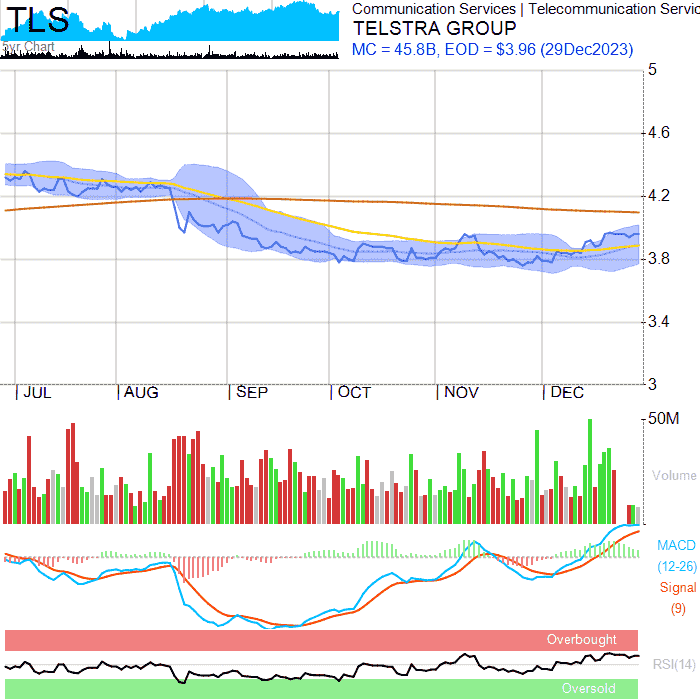 TLS
5yr Chart
Communication Services | Telecommunication Servic
TELSTRA GROUP
MC = 45.8B, EOD = $3.96 (29Dec2023)
5
4.6
4.2
3.8
3.4
3
JUL
AUG
SEP
OCT
NOV
DEC
50M
Volume
MACD
(12-26)
Signal
(9)
Overbought
RSI(14)
Oversold